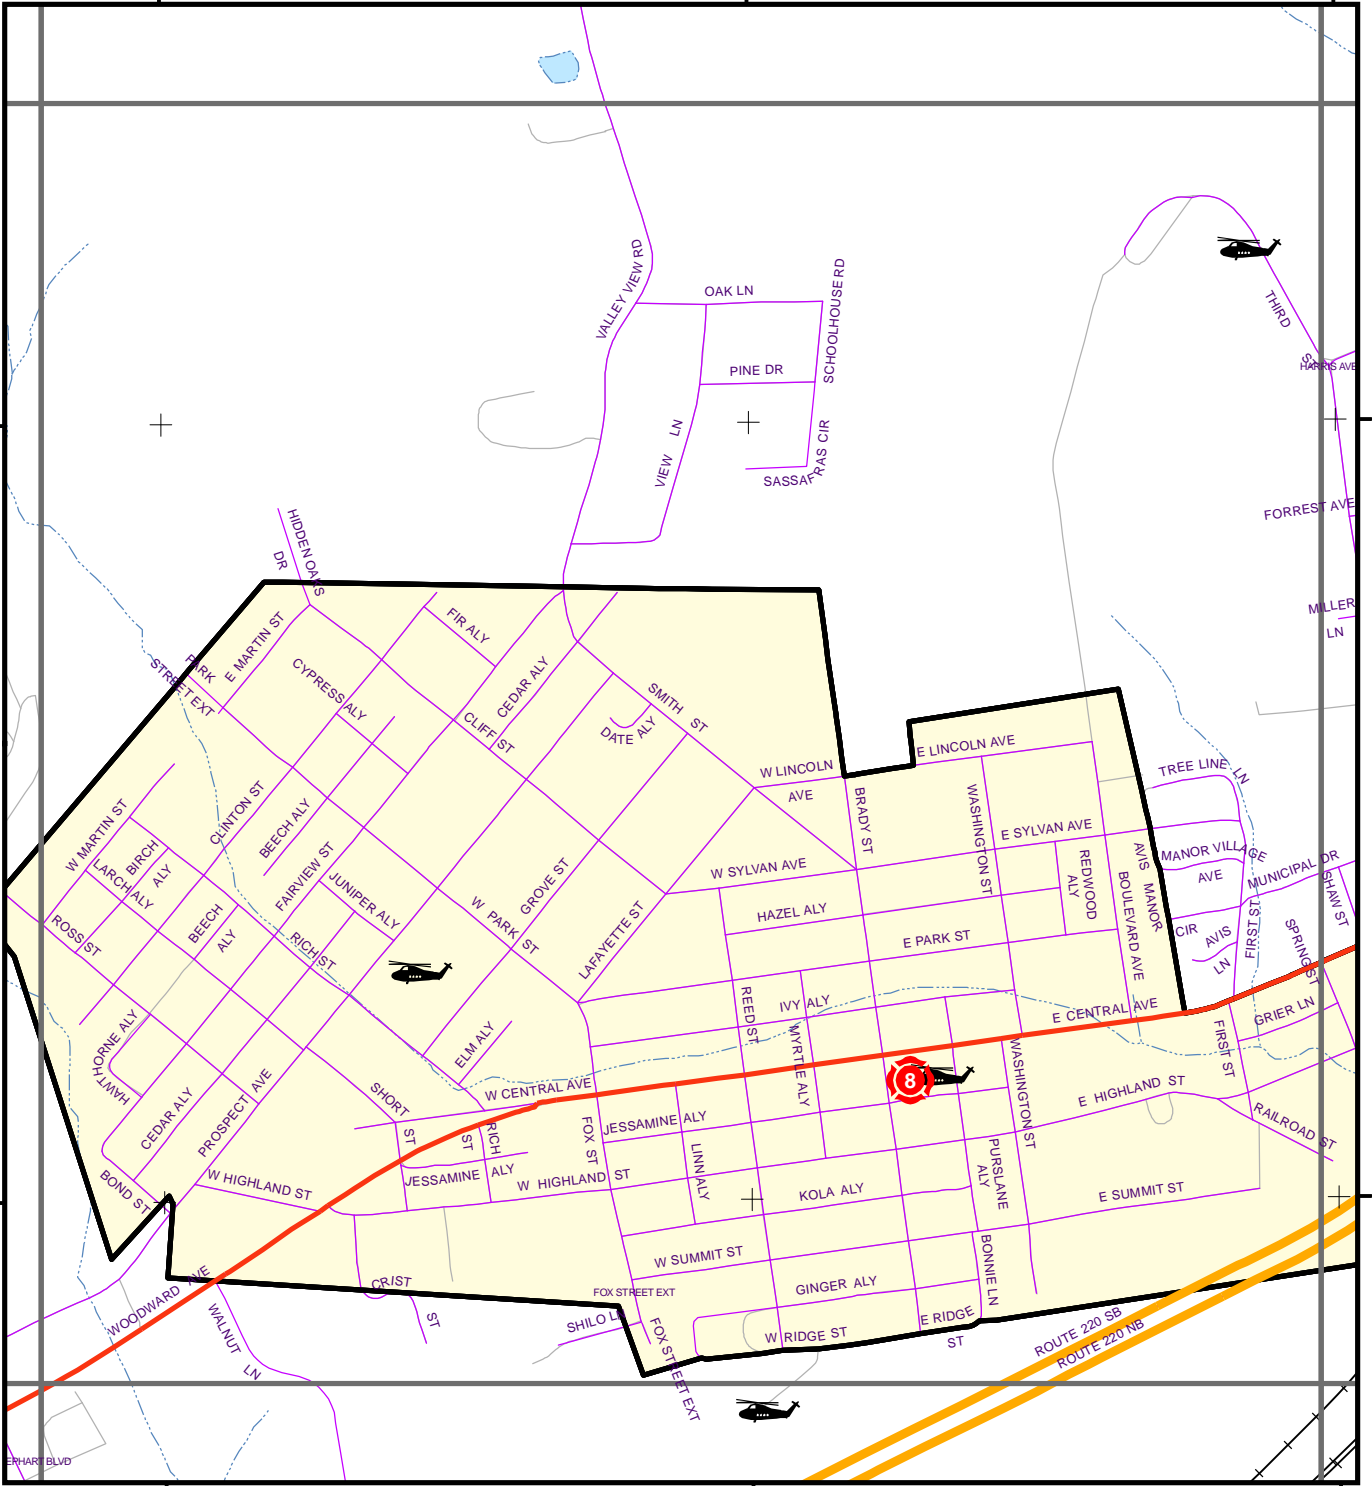 VALLEY VIEW RD
OAK LN
SCHOOLHOUSE RD
PINE DR
VIEW LN
SASSAFRAS CIR
THIRD ST
HARRIS AVE
FORREST AVE
MILLER
LN
HIDDEN OAKS
DR
E MARTIN ST
PARK
STREET EXT
FIR ALY
CYPRESS ALY
CEDAR ALY
CLIFF ST
SMITH ST
DATE ALY
W LINCOLN
AVE
E LINCOLN AVE
TREE LINE LN
W MARTIN ST
BIRCH
ALY
LARCH ALY
CLINTON ST
BEECH ALY
FAIRVIEW ST
JUNIPER ALY
GROVE ST
W PARK ST
LAFAYETTE ST
BRADY ST
WASHINGTON ST
E SYLVAN AVE
W SYLVAN AVE
REDWOOD
ALY
AVIS MANOR
MANOR VILLAGE
AVE
BOULEVARD AVE
MUNICIPAL DR
SHAW ST
HAZEL ALY
E PARK ST
CIR
AVIS
LN
FIRST ST
SPRING ST
ROSS ST
BEECH
ALY
RICH ST
IVY ALY
REED ST
MYRTLE ALY
E CENTRAL AVE
GRIER LN
FIRST ST
HAWTHORNE ALY
ELM ALY
W CENTRAL AVE
8
WASHINGTON ST
E HIGHLAND ST
RAILROAD ST
CEDAR ALY
PROSPECT AVE
SHORT
ST
ST
RICH
FOX ST
JESSAMINE ALY
JESSAMINE ALY
LINN ALY
PURSLANE
ALY
BOND ST
W HIGHLAND ST
W HIGHLAND ST
KOLA ALY
E SUMMIT ST
W SUMMIT ST
BONNIE LN
WOODWARD AVE
CRIST
ST
FOX STREET EXT
GINGER ALY
WALNUT
LN
SHILO LN
FOX STREET EXT
W RIDGE ST
E RIDGE
ST
ROUTE 220 SB
ROUTE 220 NB
EPHART BLVD